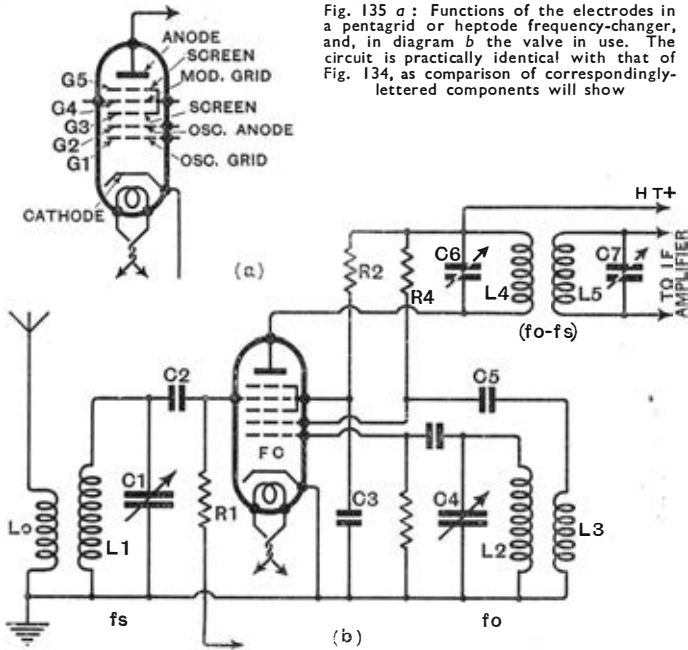 Fig. 135 a : Functions of the electrodes in
a pentagrid or heptode frequency-changer,
and, in diagram b the valve in use. The
circuit is practically identical with that of
Fig. 134, as comparison of correspondingly-
lettered components will show
ANODE
SCREEN
MOD. GRID
G5
G4
G3
G2
G1
SCREEN
OSC. ANODE
OSC. GRID
CATHODE
(a)
HT+
R2
R4
C6
L4
L5
C7
TO IF
AMPLIFIER
(fo-fs)
C2
C5
C1
FC
R1
C3
C4
Lo
L1
L2
L3
fs
(b)
fo